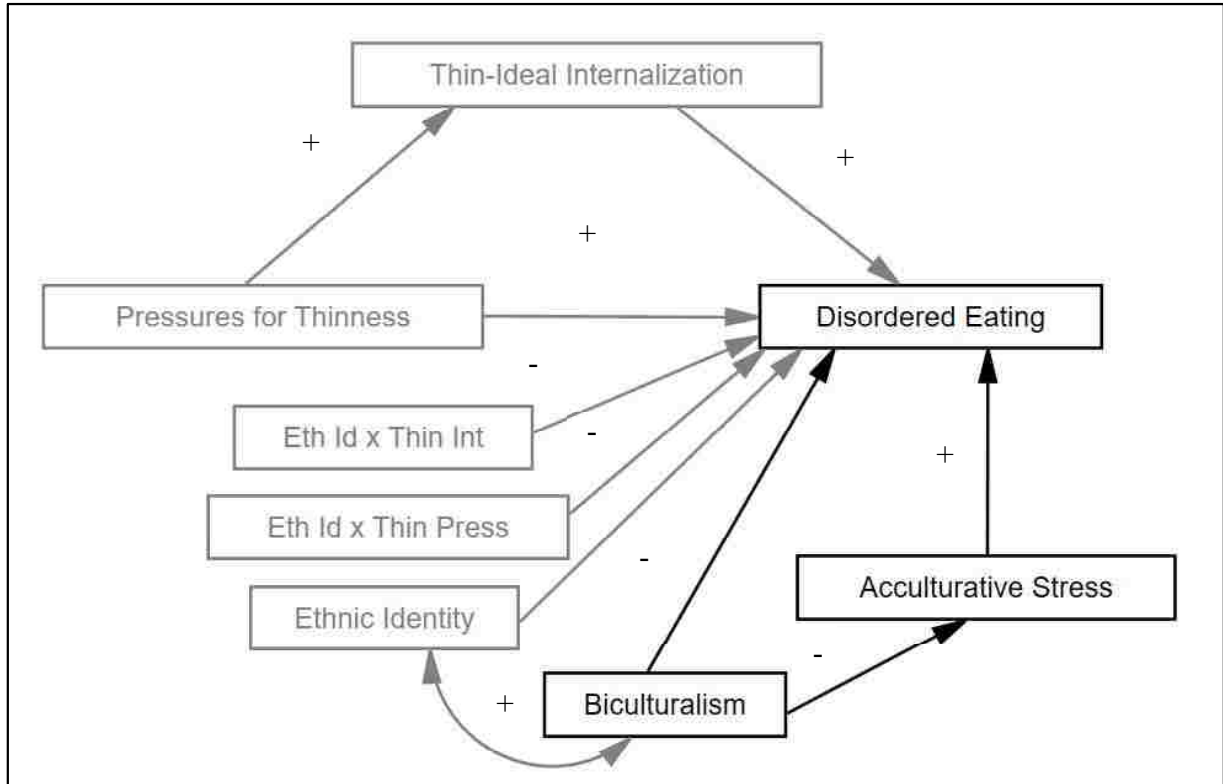 Thin-Ideal Internalization
+
+
+
Pressures for Thinness
Disordered Eating
-
Eth Id x Thin Int
-
+
Eth Id x Thin Press
-
Acculturative Stress
Ethnic Identity
-
Biculturalism
+